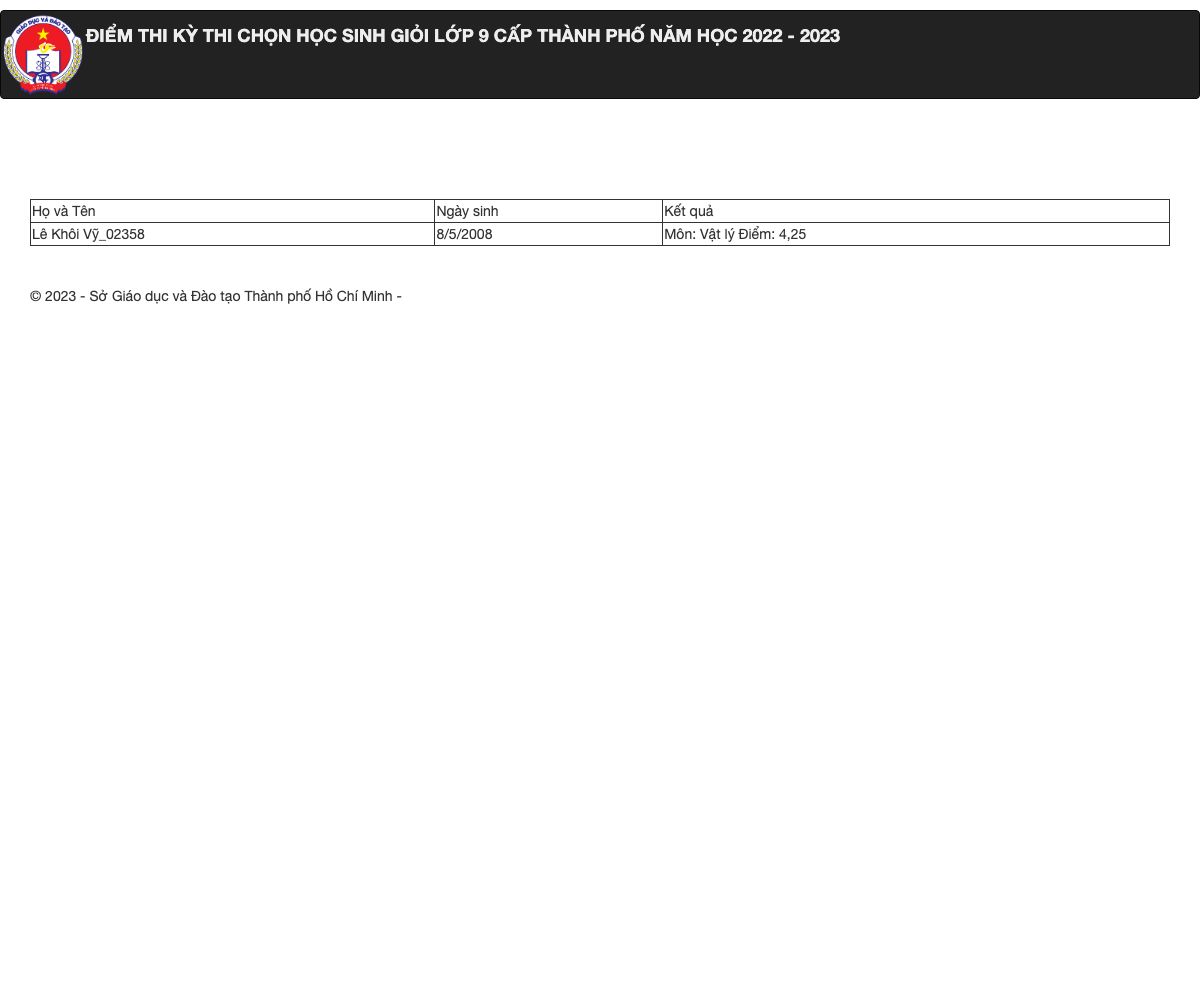 GIÁO DỤC VÀ ĐÀO TẠO
ĐIỂM THI KỲ THI CHỌN HỌC SINH GIỎI LỚP 9 CẤP THÀNH PHỐ NĂM HỌC 2022 - 2023
Họ và Tên Ngày sinh Kết quả
Lê Khôi Vỹ_02358 8/5/2008 Môn: Vật lý Điểm: 4,25
© 2023 - Sở Giáo dục và Đào tạo Thành phố Hồ Chí Minh -